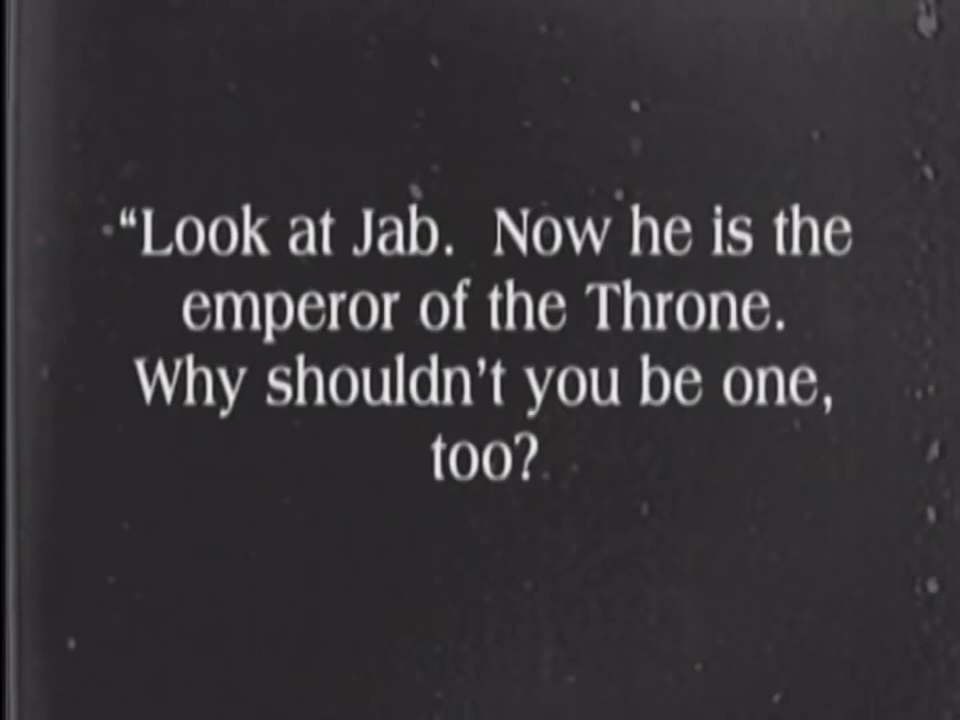 “Look at Jab.  Now he is the
emperor of the Throne.
Why shouldn’t you be one,
too?